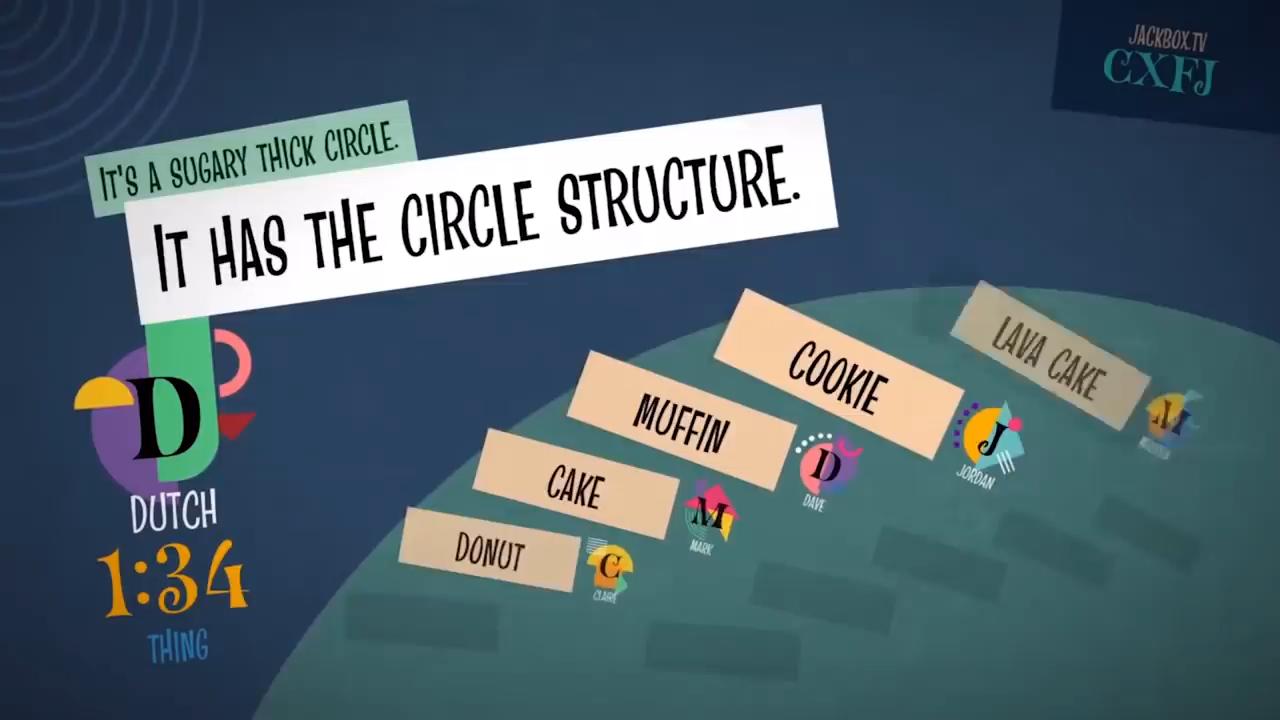 JACKBOX.TV
CXFJ
IT'S A SUGARY THICK CIRCLE.
IT HAS THE CIRCLE STRUCTURE.
D
DUTCH
1:34
THING
LAVA CAKE
M
COOKIE
J
JORDAN
MUFFIN
D
DAVE
CAKE
M
MARK
DONUT
C
CLAIRE